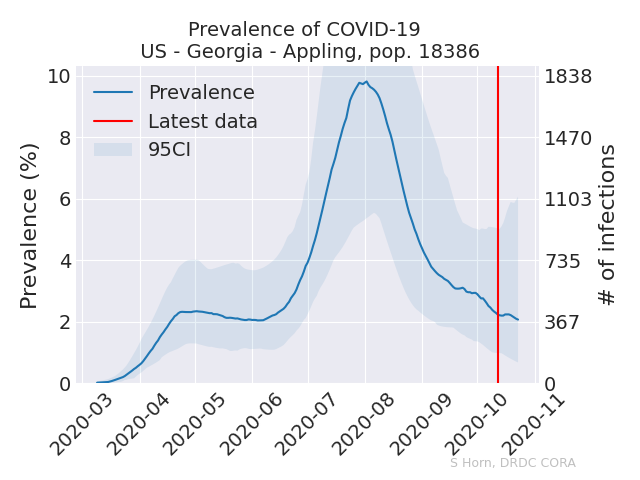 Prevalence of COVID-19
US - Georgia - Appling, pop. 18386
Prevalence
Latest data
95CI
Prevalence (%)
10
8
6
4
2
0
1838
1470
1103
735
367
0
# of infections
2020-03
2020-04
2020-05
2020-06
2020-07
2020-08
2020-09
2020-10
2020-11
S Horn, DRDC CORA